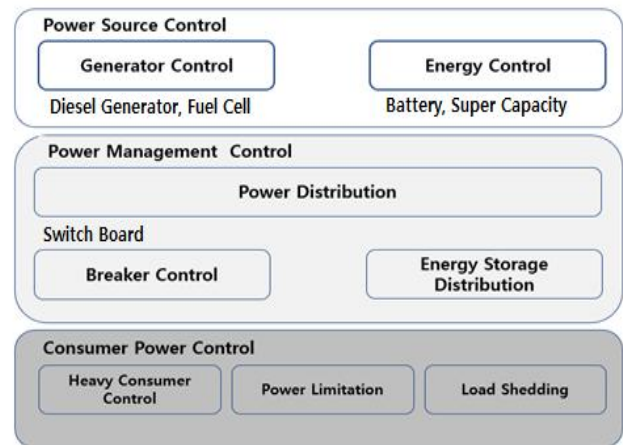 Power Source Control
Generator Control
Energy Control
Diesel Generator, Fuel Cell
Battery, Super Capacity
Power Management Control
Power Distribution
Switch Board
Breaker Control
Energy Storage
Distribution
Consumer Power Control
Heavy Consumer
Control
Power Limitation
Load Shedding